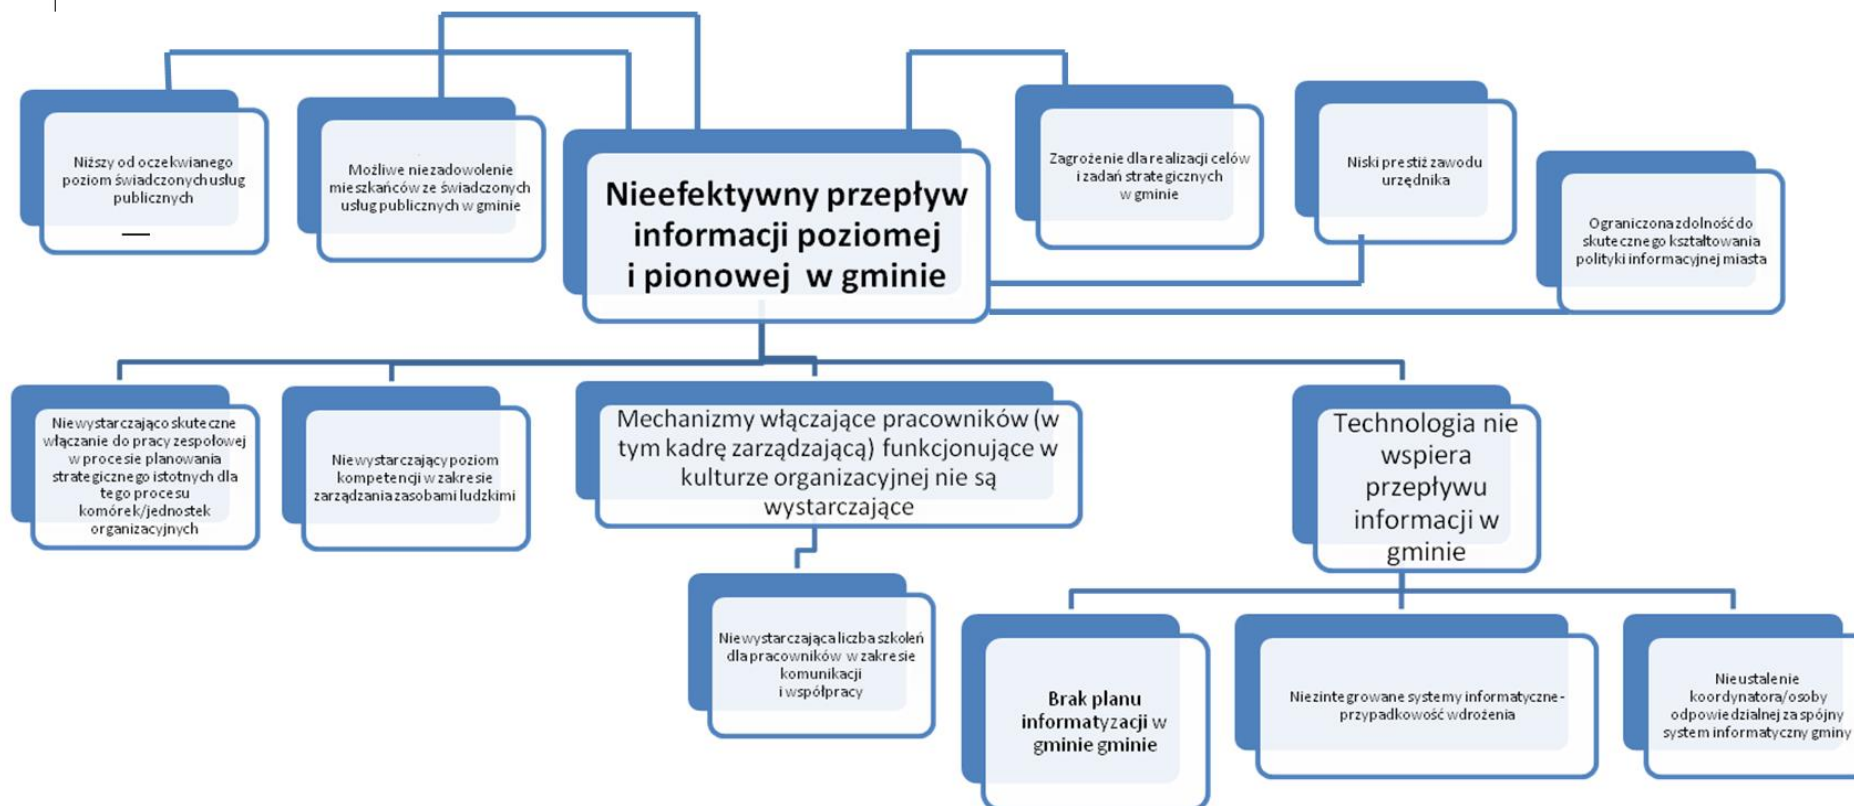 Niższy od oczekwianego
poziom świadczonych usług
publicznych
Możliwe niezadowolenie
mieszkańców ze świadczonych
usług publicznych w gminie
Nieefektywny przepływ
informacji poziomej
i pionowej w gminie
Zagrożenie dla realizacji celów
i zadań strategicznych
w gminie
Niski prestiż zawodu
urzędnika
Ograniczona zdolność do
skutecznego kształtowania
polityki informacyjnej miasta
Niewystarczająco skuteczne
włączanie do pracy zespołowej
w procesie planowania
strategicznego istotnych dla
tego procesu
komórek/jednostek
organizacyjnych
Niewystarczający poziom
kompetencji w zakresie
zarządzania zasobami ludzkimi
Mechanizmy włączające pracowników (w
tym kadrę zarządzającą) funkcjonujące w
kulturze organizacyjnej nie są
wystarczające
Technologia nie
wspiera
przepływu
informacji w
gminie
Niewystarczająca liczba szkoleń
dla pracowników w zakresie
komunikacji
i współpracy
Brak planu
informatyzacji w
gminie gminie
Niezintegrowane systemy informatyczne-
przypadkowość wdrożenia
Nieustalenie
koordynatora/osoby
odpowiedzialnej za spójny
system informatyczny gminy